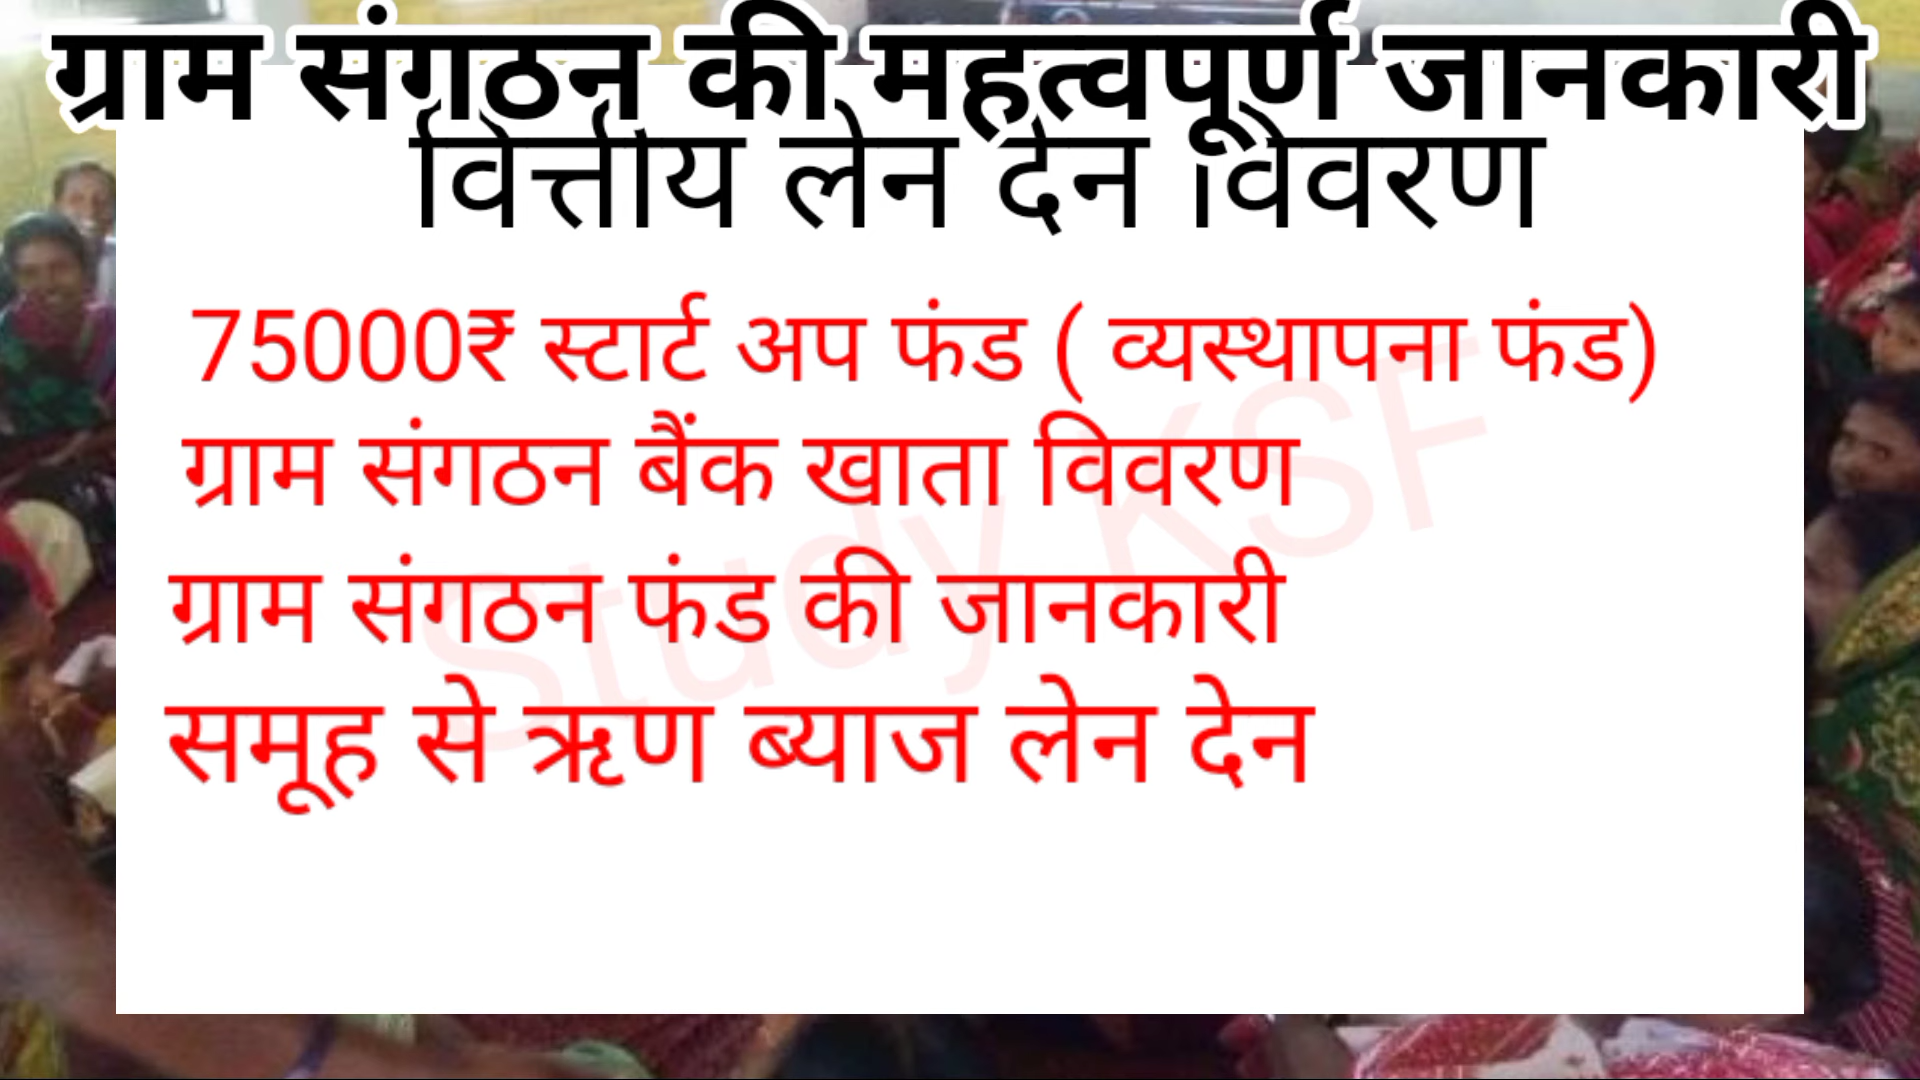 ग्राम संगठन की महत्वपूर्ण जानकारी
वित्तीय लेन देन विवरण
75000₹ स्टार्ट अप फंड ( व्यस्थापना फंड)
ग्राम संगठन बैंक खाता विवरण
ग्राम संगठन फंड की जानकारी
समूह से ऋण ब्याज लेन देन
Study KSF